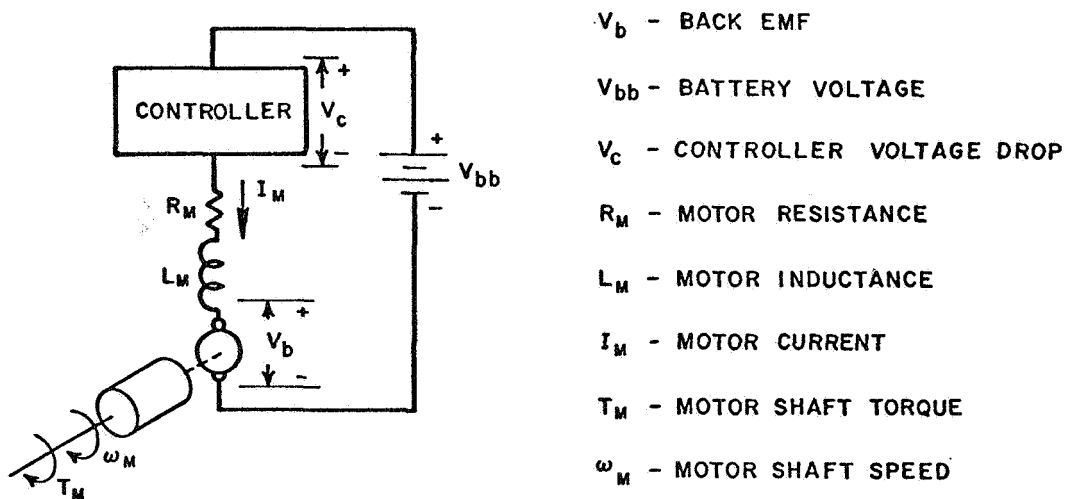 CONTROLLER
+
V_c
-
I_M
R_M
L_M
+
V_b
-
+
V_bb
-
ω_M
T_M
V_b - BACK EMF
V_bb - BATTERY VOLTAGE
V_c - CONTROLLER VOLTAGE DROP
R_M - MOTOR RESISTANCE
L_M - MOTOR INDUCTANCE
I_M - MOTOR CURRENT
T_M - MOTOR SHAFT TORQUE
ω_M - MOTOR SHAFT SPEED